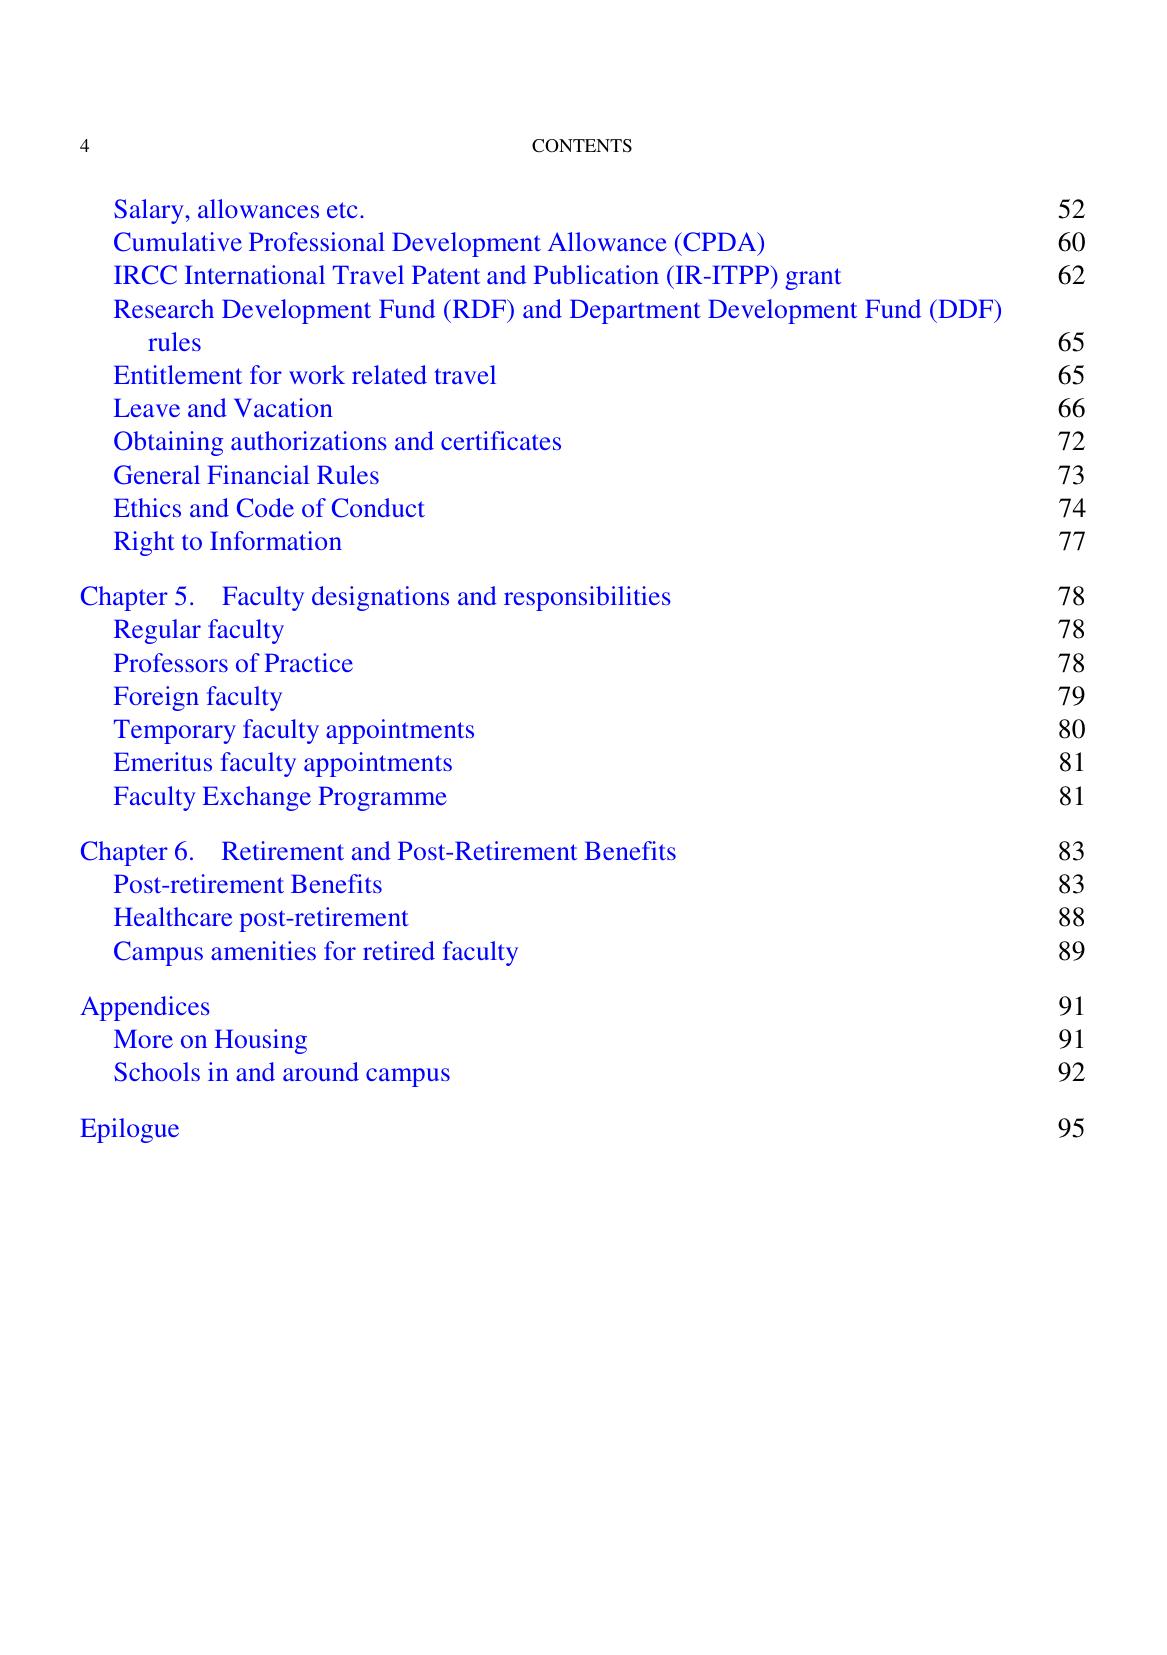 4 CONTENTS
Salary, allowances etc. 52
Cumulative Professional Development Allowance (CPDA) 60
IRCC International Travel Patent and Publication (IR-ITPP) grant 62
Research Development Fund (RDF) and Department Development Fund (DDF)
rules 65
Entitlement for work related travel 65
Leave and Vacation 66
Obtaining authorizations and certificates 72
General Financial Rules 73
Ethics and Code of Conduct 74
Right to Information 77
Chapter 5. Faculty designations and responsibilities 78
Regular faculty 78
Professors of Practice 78
Foreign faculty 79
Temporary faculty appointments 80
Emeritus faculty appointments 81
Faculty Exchange Programme 81
Chapter 6. Retirement and Post-Retirement Benefits 83
Post-retirement Benefits 83
Healthcare post-retirement 88
Campus amenities for retired faculty 89
Appendices 91
More on Housing 91
Schools in and around campus 92
Epilogue 95